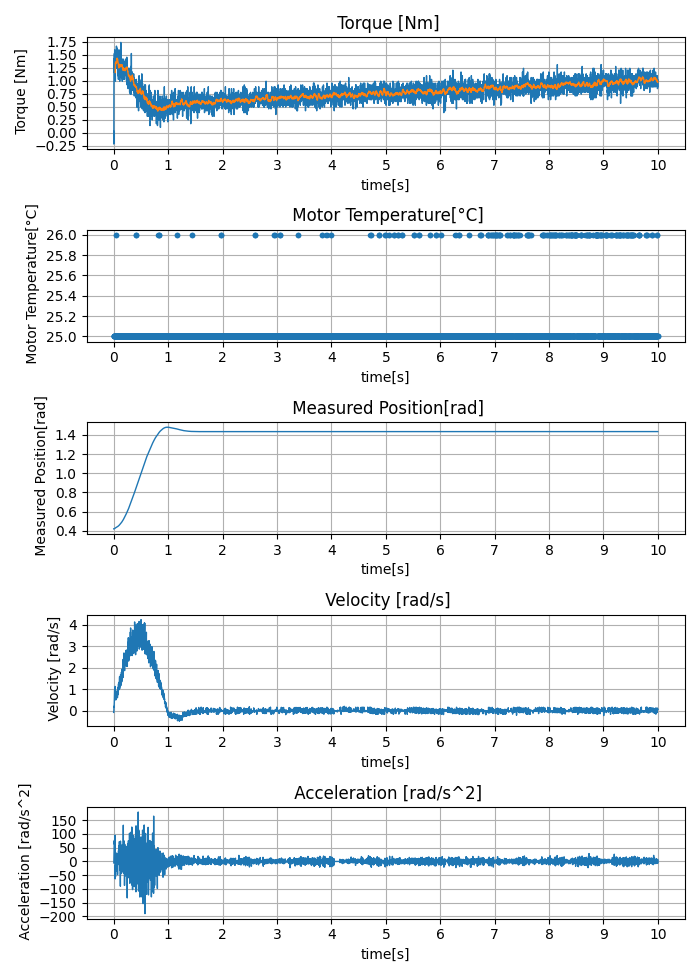 Torque [Nm]
Torque [Nm]
1.75
1.50
1.25
1.00
0.75
0.50
0.25
0.00
−0.25
0 1 2 3 4 5 6 7 8 9 10
time[s]
Motor Temperature[°C]
Motor Temperature[°C]
26.0
25.8
25.6
25.4
25.2
25.0
0 1 2 3 4 5 6 7 8 9 10
time[s]
Measured Position[rad]
Measured Position[rad]
1.4
1.2
1.0
0.8
0.6
0.4
0 1 2 3 4 5 6 7 8 9 10
time[s]
Velocity [rad/s]
Velocity [rad/s]
4
3
2
1
0
0 1 2 3 4 5 6 7 8 9 10
time[s]
Acceleration [rad/s^2]
Acceleration [rad/s^2]
150
100
50
0
−50
−100
−150
−200
0 1 2 3 4 5 6 7 8 9 10
time[s]